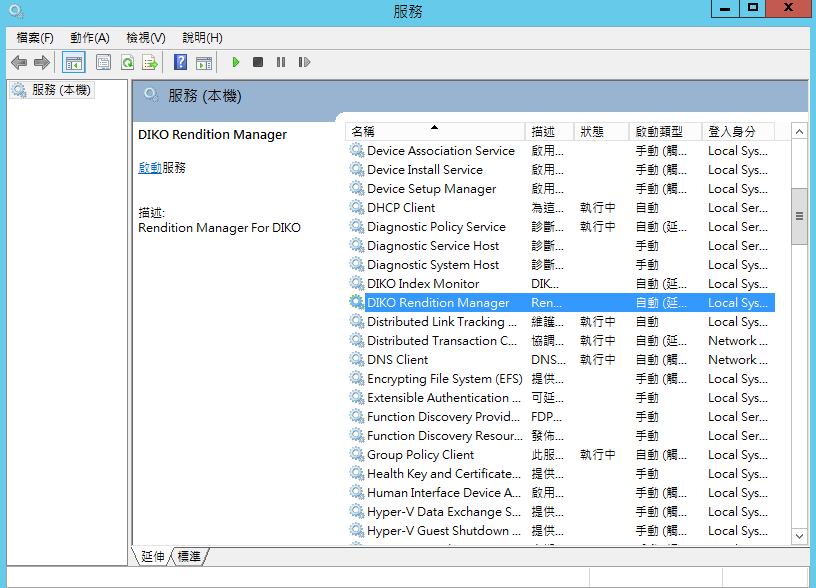 服務
檔案(F) 動作(A) 檢視(V) 說明(H)
服務 (本機)
服務 (本機)
DIKO Rendition Manager
啟動服務
描述:
Rendition Manager For DIKO
名稱 描述 狀態 啟動類型 登入身分
Device Association Service 啟用... 手動 (觸... Local Sys...
Device Install Service 啟用... 手動 (觸... Local Sys...
Device Setup Manager 啟用... 手動 (觸... Local Sys...
DHCP Client 為這... 執行中 自動 Local Ser...
Diagnostic Policy Service 診斷... 執行中 自動 (延... Local Ser...
Diagnostic Service Host 診斷... 手動 Local Ser...
Diagnostic System Host 診斷... 手動 Local Sys...
DIKO Index Monitor DIK... 自動 (延... Local Sys...
DIKO Rendition Manager Ren... 自動 (延... Local Sys...
Distributed Link Tracking ... 維護... 執行中 自動 Local Sys...
Distributed Transaction C... 協調... 執行中 自動 (延... Network ...
DNS Client DNS... 執行中 自動 (觸... Network ...
Encrypting File System (EFS) 提供... 手動 (觸... Local Sys...
Extensible Authentication ... 可延... 手動 Local Sys...
Function Discovery Provid... FDP... 手動 Local Ser...
Function Discovery Resour... 發佈... 手動 Local Ser...
Group Policy Client 此服... 執行中 自動 (觸... Local Sys...
Health Key and Certificate... 提供... 手動 Local Sys...
Human Interface Device A... 啟用... 手動 (觸... Local Sys...
Hyper-V Data Exchange S... 提供... 手動 (觸... Local Sys...
Hyper-V Guest Shutdown ... 提供... 手動 (觸... Local Sys...
延伸 標準